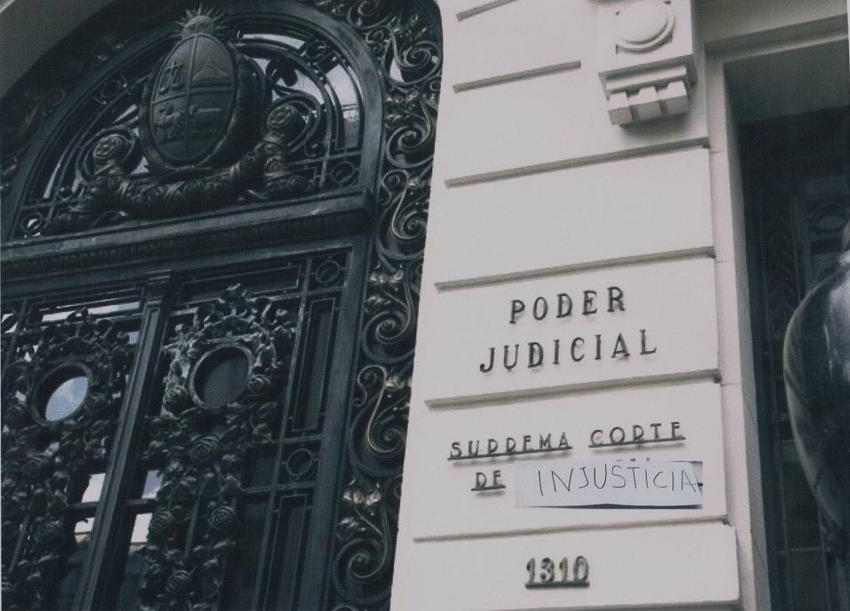 PODER
JUDICIAL
SUPREMA CORTE
DE INJUSTICIA
1310